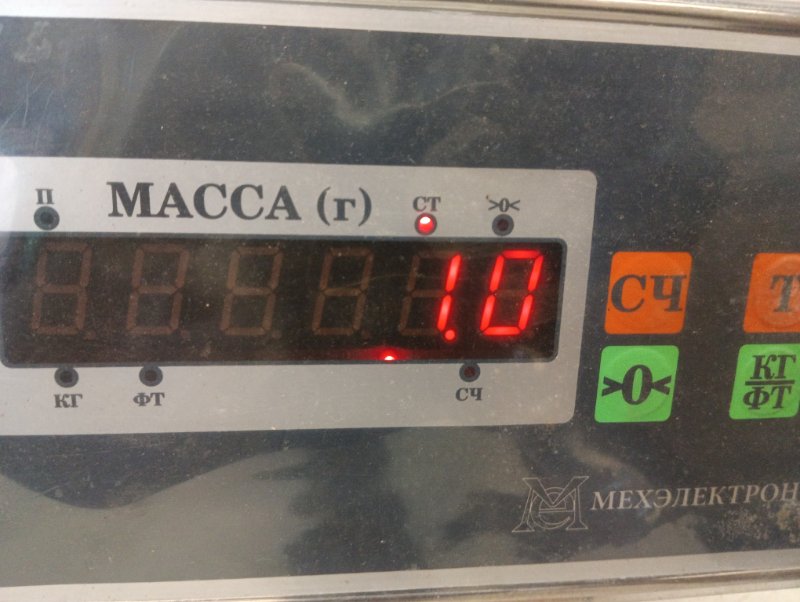 П МАССА (г) СТ >0<
1.0
КГ ФТ СЧ
СЧ Т
>0< КГ/ФТ
МЕХЭЛЕКТРОН